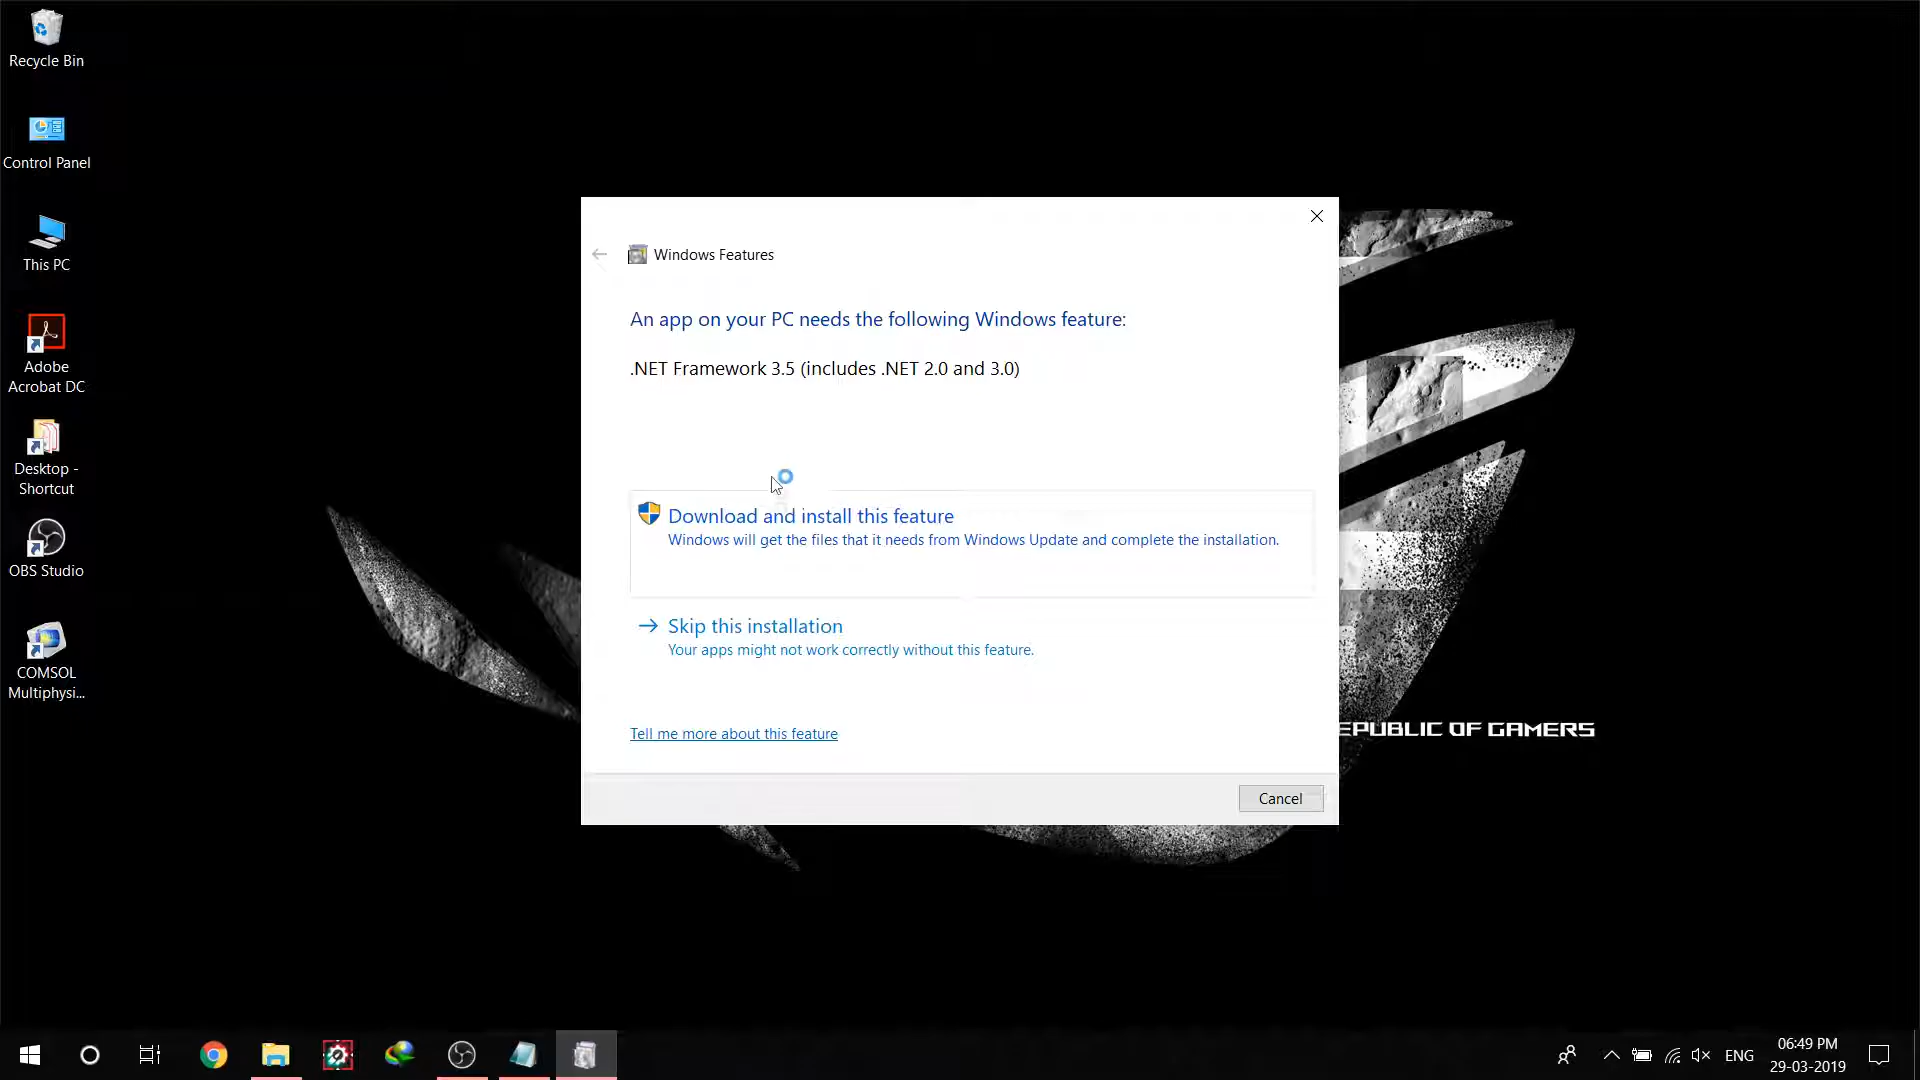 Recycle Bin
Control Panel
This PC
Adobe
Acrobat DC
Desktop -
Shortcut
OBS Studio
COMSOL
Multiphysi...
Windows Features
An app on your PC needs the following Windows feature:
.NET Framework 3.5 (includes .NET 2.0 and 3.0)
Download and install this feature
Windows will get the files that it needs from Windows Update and complete the installation.
Skip this installation
Your apps might not work correctly without this feature.
Tell me more about this feature
Cancel
EPUBLIC OF GAMERS
ENG
06:49 PM
29-03-2019